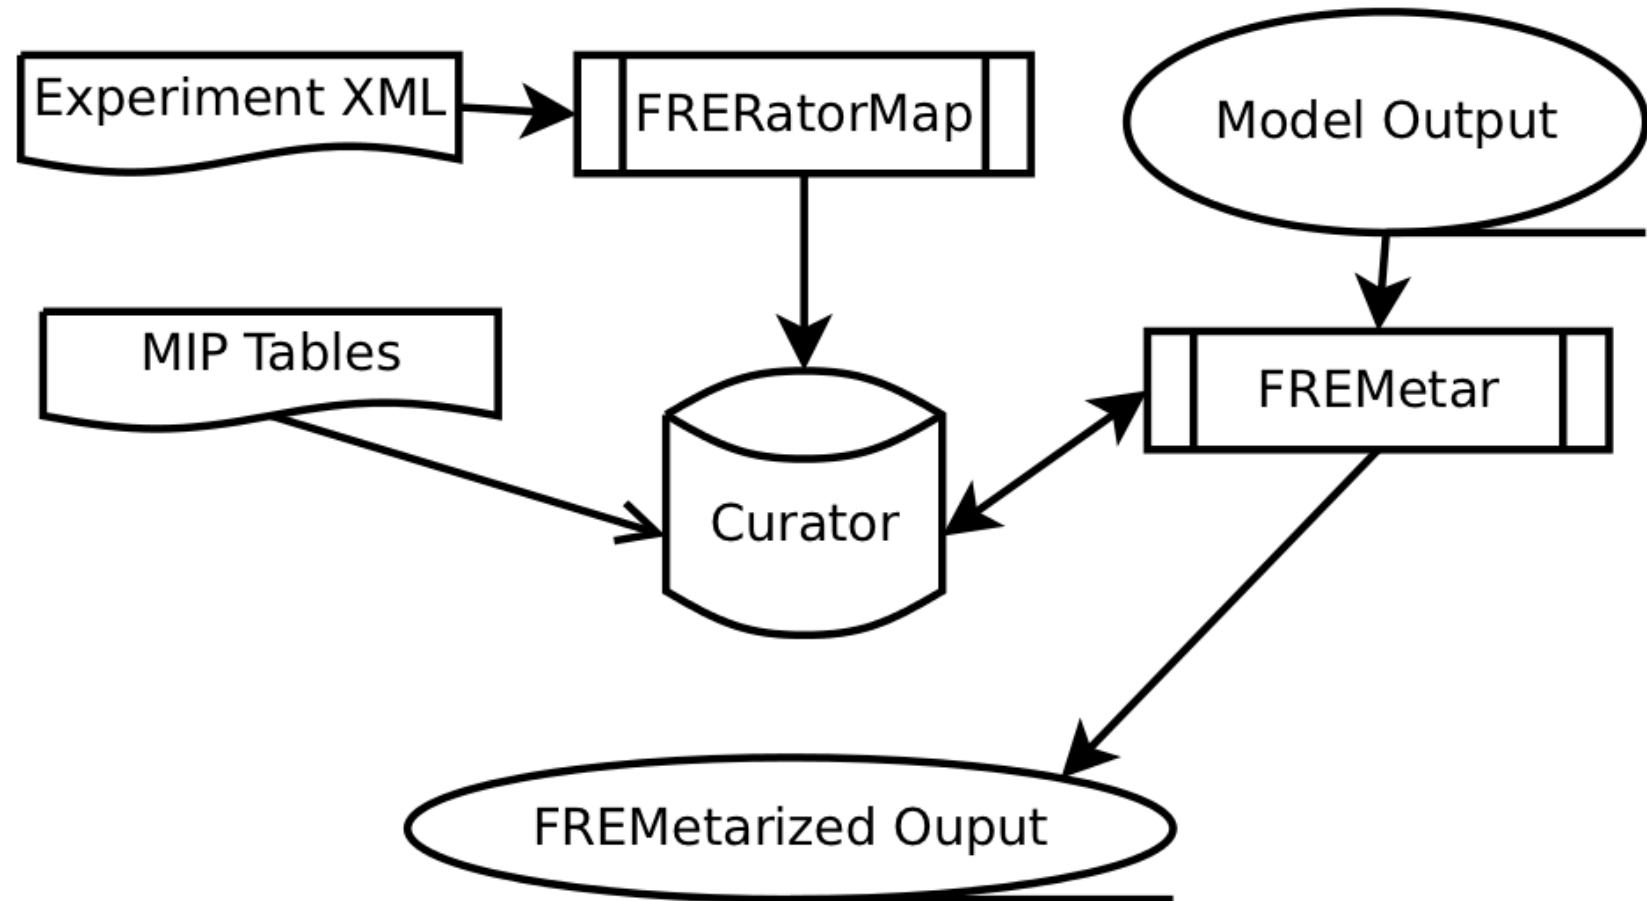 Experiment XML
FRERatorMap
Model Output
MIP Tables
FREMetar
Curator
FREMetarized Ouput